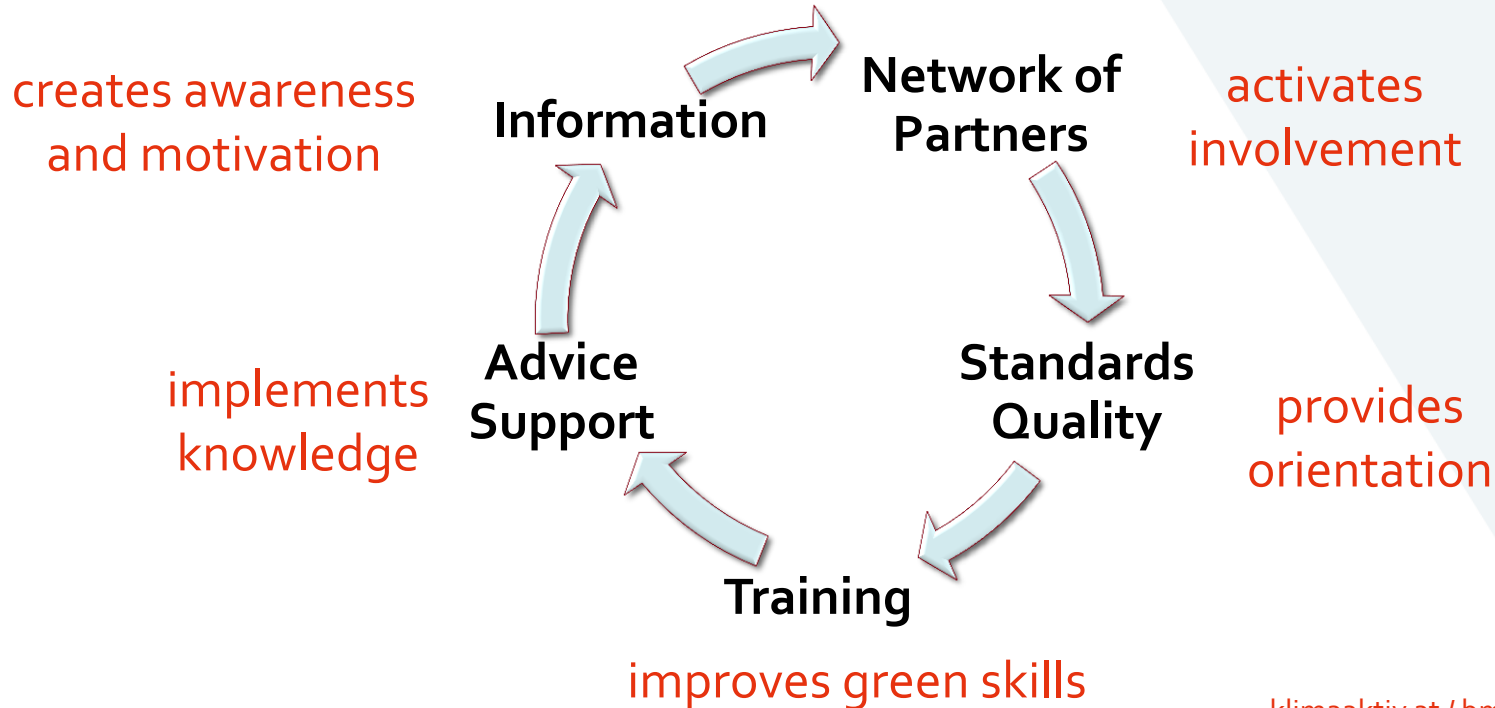 creates awareness
and motivation
Information
Network of
Partners
activates
involvement
implements
knowledge
Advice
Support
Standards
Quality
provides
orientation
Training
improves green skills